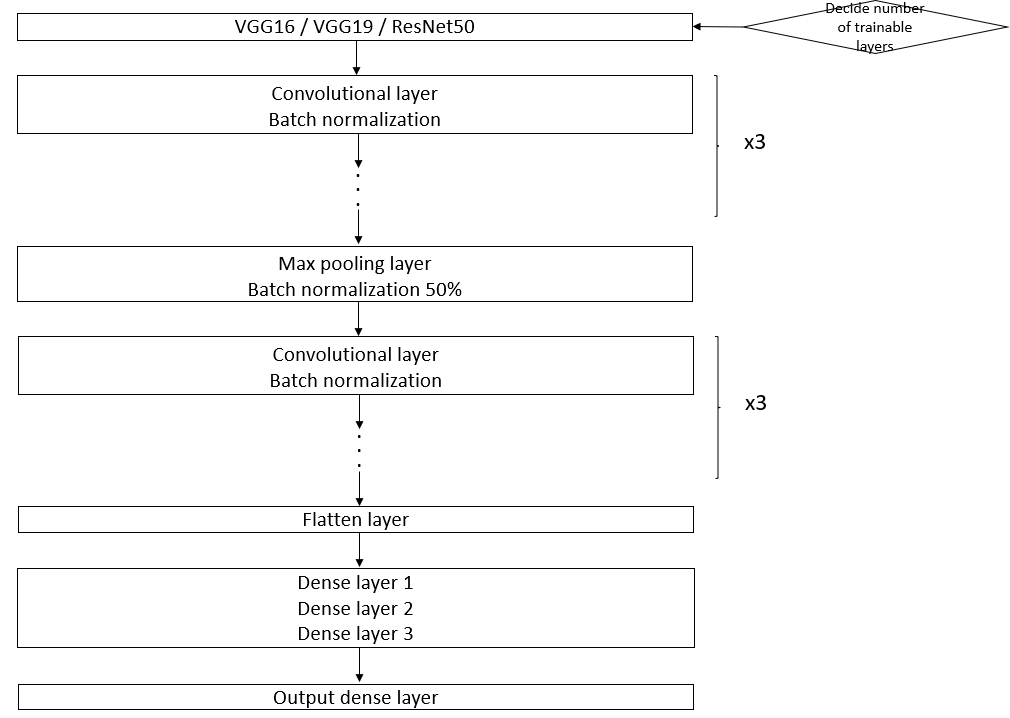 VGG16 / VGG19 / ResNet50
Decide number
of trainable
layers
Convolutional layer
Batch normalization
x3
Max pooling layer
Batch normalization 50%
Convolutional layer
Batch normalization
x3
Flatten layer
Dense layer 1
Dense layer 2
Dense layer 3
Output dense layer